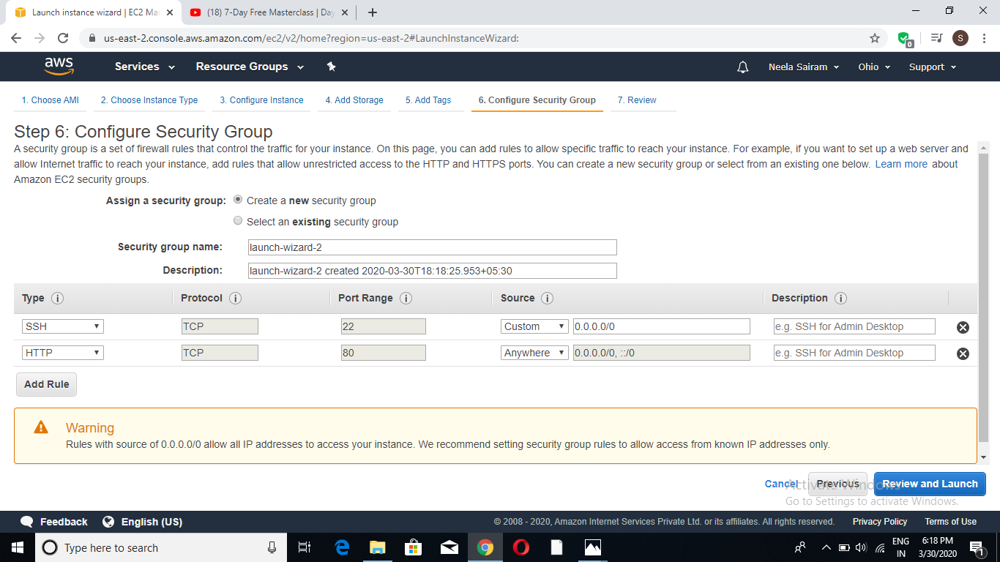 Launch instance wizard | EC2 Ma
(18) 7-Day Free Masterclass | Day
us-east-2.console.aws.amazon.com/ec2/v2/home?region=us-east-2#LaunchInstanceWizard:
0
S
aws
Services
Resource Groups
Neela Sairam
Ohio
Support
1. Choose AMI
2. Choose Instance Type
3. Configure Instance
4. Add Storage
5. Add Tags
6. Configure Security Group
7. Review
Step 6: Configure Security Group
A security group is a set of firewall rules that control the traffic for your instance. On this page, you can add rules to allow specific traffic to reach your instance. For example, if you want to set up a web server and
allow Internet traffic to reach your instance, add rules that allow unrestricted access to the HTTP and HTTPS ports. You can create a new security group or select from an existing one below. Learn more about
Amazon EC2 security groups.
Assign a security group: Create a new security group
Select an existing security group
Security group name: launch-wizard-2
Description: launch-wizard-2 created 2020-03-30T18:18:25.953+05:30
Type i Protocol i Port Range i Source i Description i
SSH TCP 22 Custom 0.0.0.0/0 e.g. SSH for Admin Desktop
HTTP TCP 80 Anywhere 0.0.0.0/0, ::/0 e.g. SSH for Admin Desktop
Add Rule
Warning
Rules with source of 0.0.0.0/0 allow all IP addresses to access your instance. We recommend setting security group rules to allow access from known IP addresses only.
Cancel Previous Review and Launch
Activate Windows
Go to Settings to activate Windows.
Feedback English (US)
© 2008 - 2020, Amazon Internet Services Private Ltd. or its affiliates. All rights reserved. Privacy Policy Terms of Use
Type here to search
ENG
IN
6:18 PM
3/30/2020
1